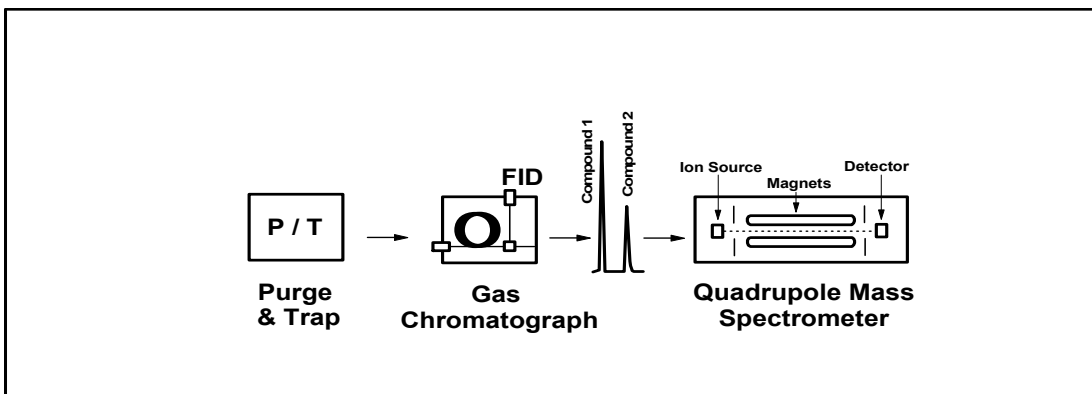 P / T
Purge
& Trap
FID
Gas
Chromatograph
Compound 1
Compound 2
Ion Source
Magnets
Detector
Quadrupole Mass
Spectrometer